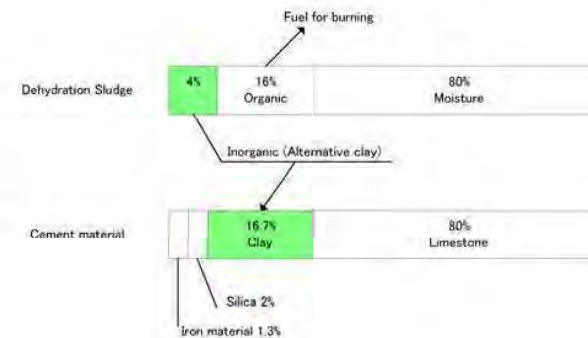 Fuel for burning
Dehydration Sludge
4%
16%
Organic
80%
Moisture
Inorganic (Alternative clay)
Cement material
16.7%
Clay
80%
Limestone
Silica 2%
Iron material 1.3%